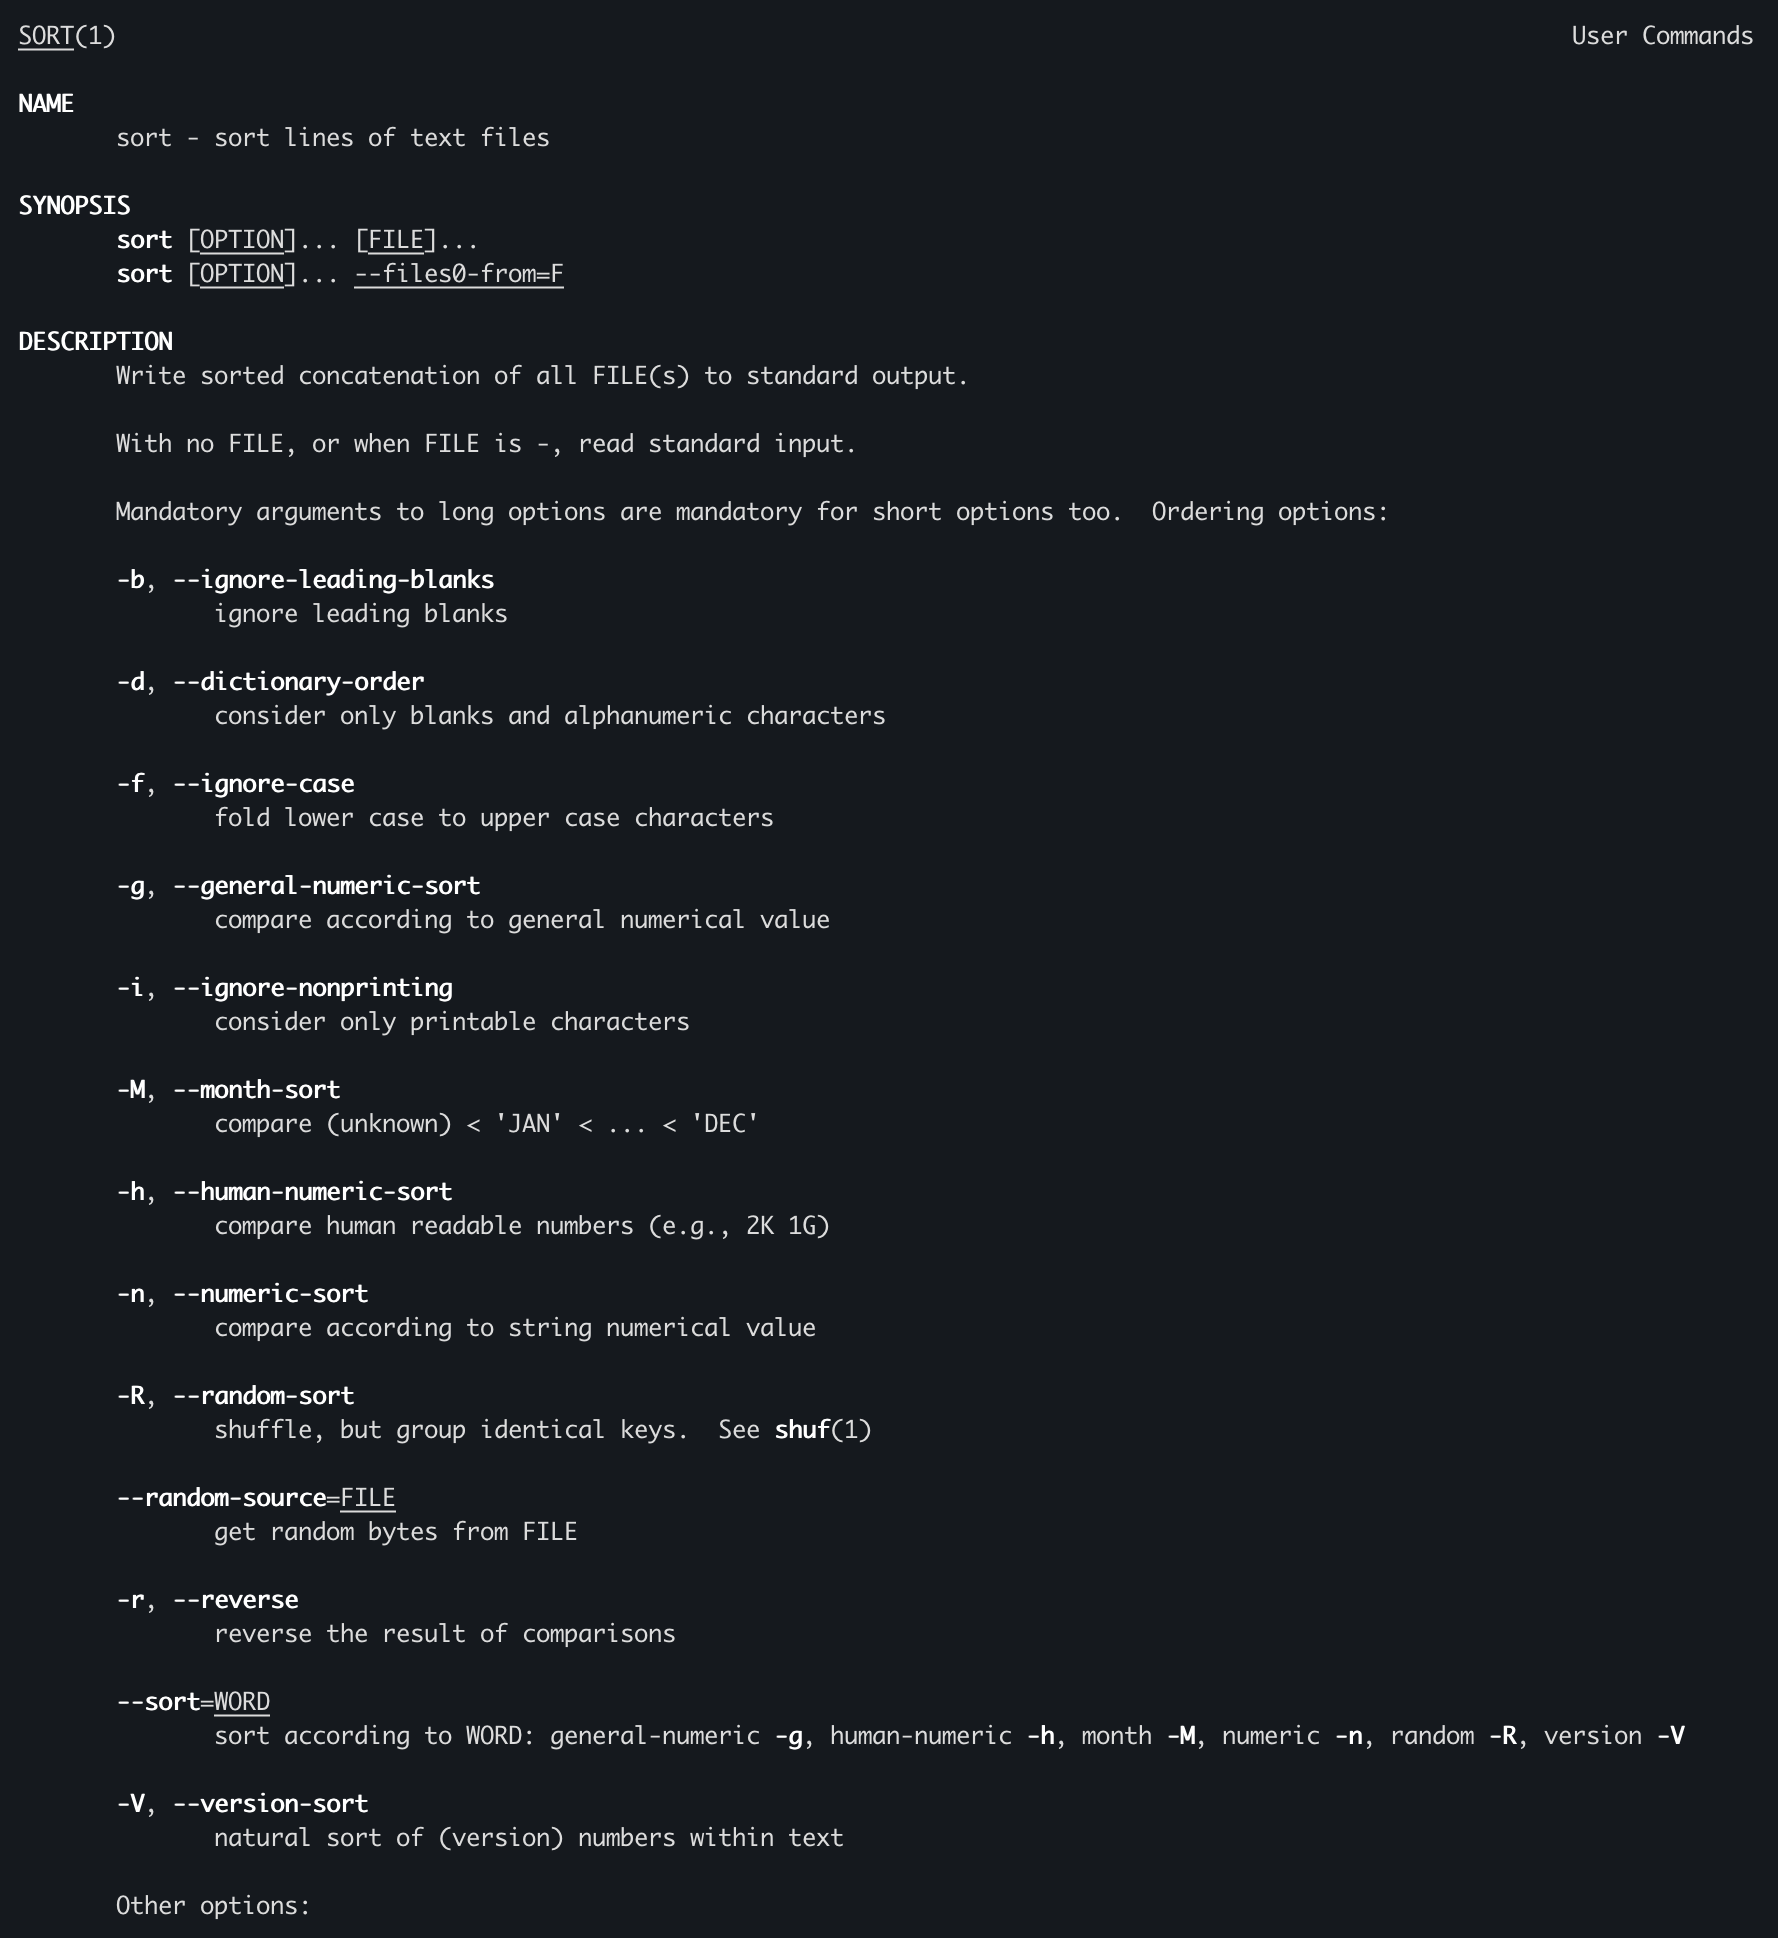 SORT(1) User Commands
NAME
sort - sort lines of text files
SYNOPSIS
sort [OPTION]... [FILE]...
sort [OPTION]... --files0-from=F
DESCRIPTION
Write sorted concatenation of all FILE(s) to standard output.
With no FILE, or when FILE is -, read standard input.
Mandatory arguments to long options are mandatory for short options too.  Ordering options:
-b, --ignore-leading-blanks
ignore leading blanks
-d, --dictionary-order
consider only blanks and alphanumeric characters
-f, --ignore-case
fold lower case to upper case characters
-g, --general-numeric-sort
compare according to general numerical value
-i, --ignore-nonprinting
consider only printable characters
-M, --month-sort
compare (unknown) < 'JAN' < ... < 'DEC'
-h, --human-numeric-sort
compare human readable numbers (e.g., 2K 1G)
-n, --numeric-sort
compare according to string numerical value
-R, --random-sort
shuffle, but group identical keys.  See shuf(1)
--random-source=FILE
get random bytes from FILE
-r, --reverse
reverse the result of comparisons
--sort=WORD
sort according to WORD: general-numeric -g, human-numeric -h, month -M, numeric -n, random -R, version -V
-V, --version-sort
natural sort of (version) numbers within text
Other options: